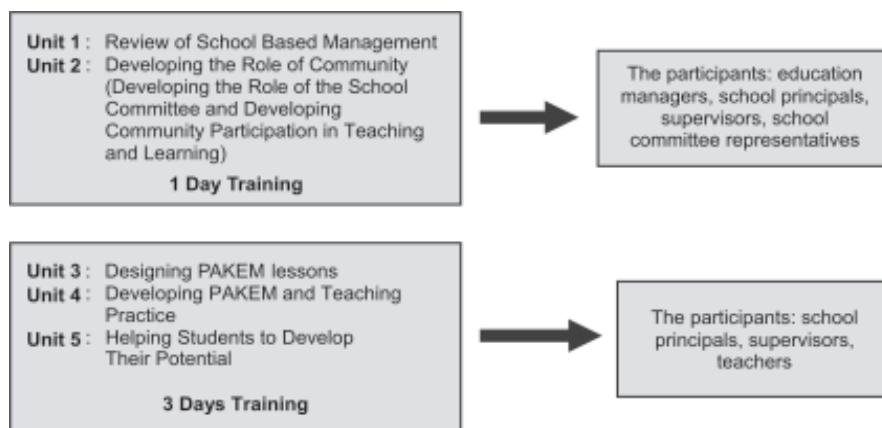 Unit 1 : Review of School Based Management
Unit 2 : Developing the Role of Community
(Developing the Role of the School
Committee and Developing
Community Participation in Teaching
and Learning)
1 Day Training
The participants: education
managers, school principals,
supervisors, school
committee representatives
Unit 3 : Designing PAKEM lessons
Unit 4 : Developing PAKEM and Teaching
Practice
Unit 5 : Helping Students to Develop
Their Potential
3 Days Training
The participants: school
principals, supervisors,
teachers